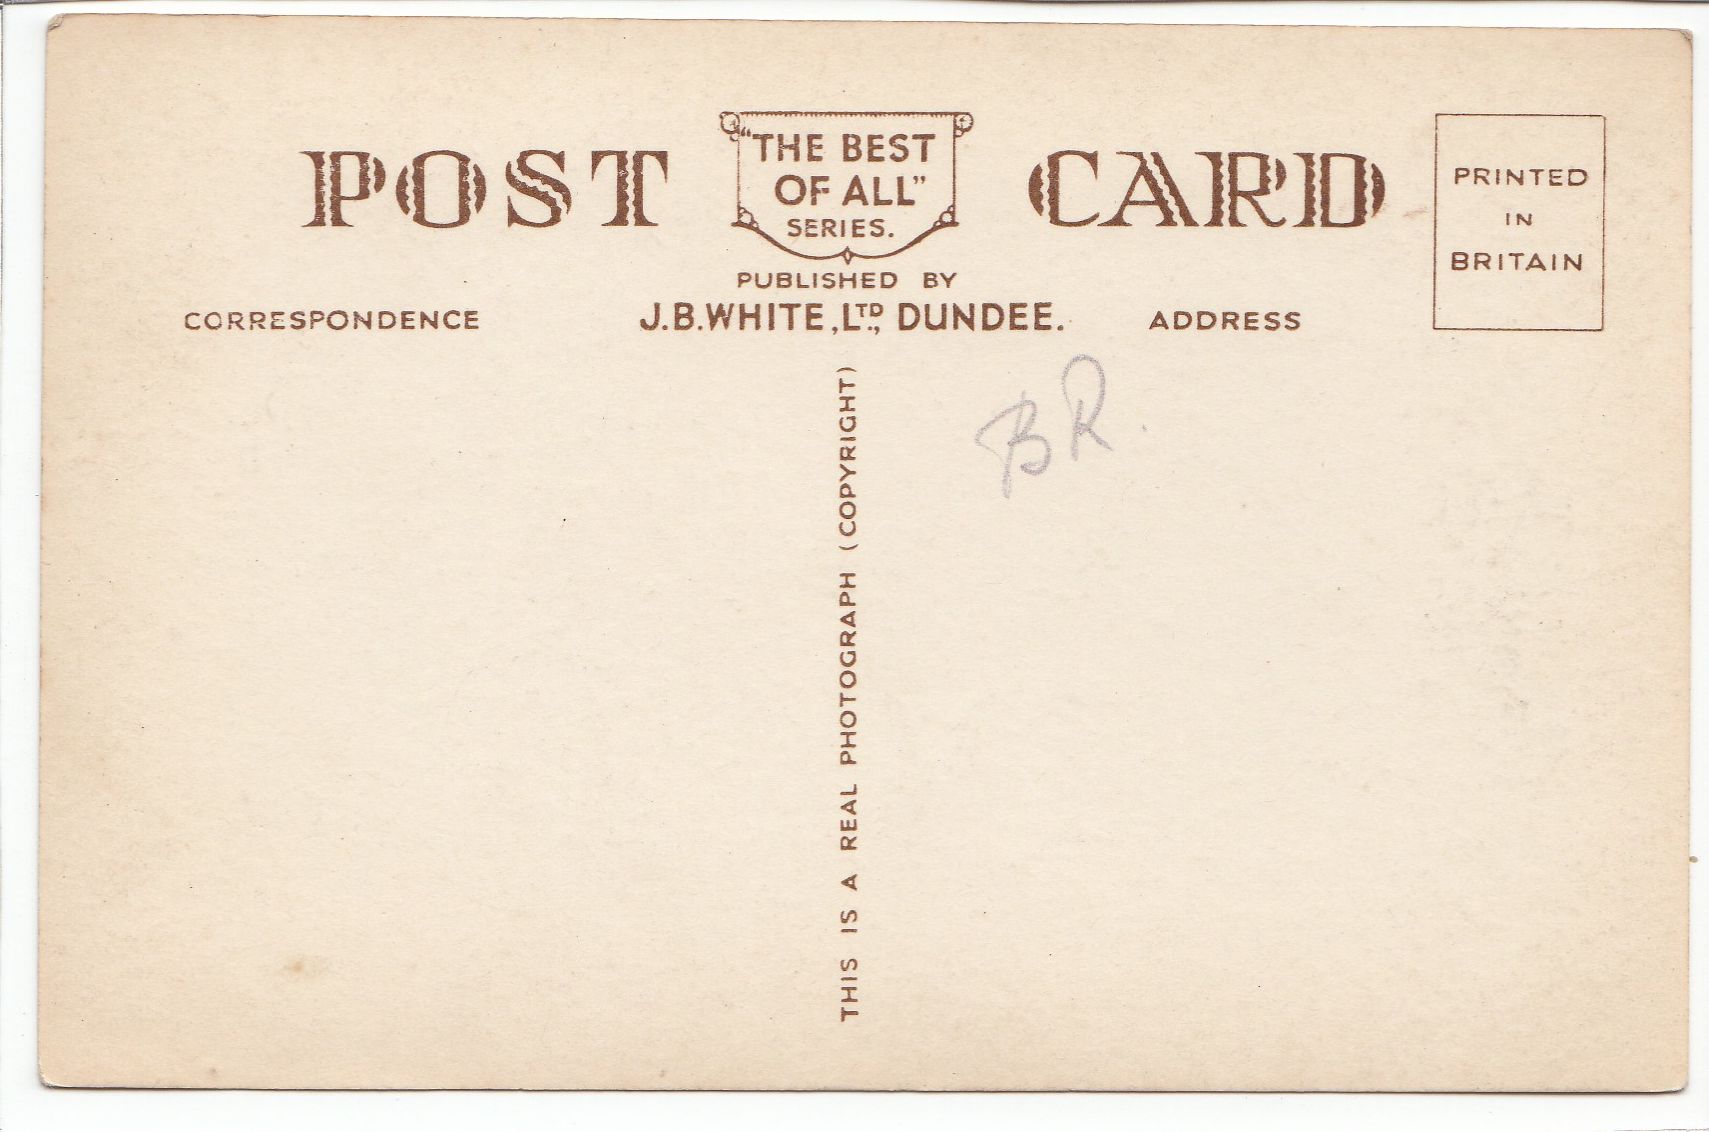 POST CARD
"THE BEST
OF ALL"
SERIES.
PUBLISHED BY
J.B.WHITE, LTD., DUNDEE.
CORRESPONDENCE
ADDRESS
PRINTED
IN
BRITAIN
THIS IS A REAL PHOTOGRAPH (COPYRIGHT)
BR